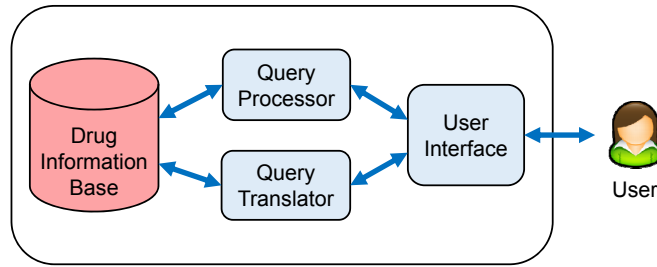 Drug
Information
Base
Query
Processor
Query
Translator
User
Interface
User